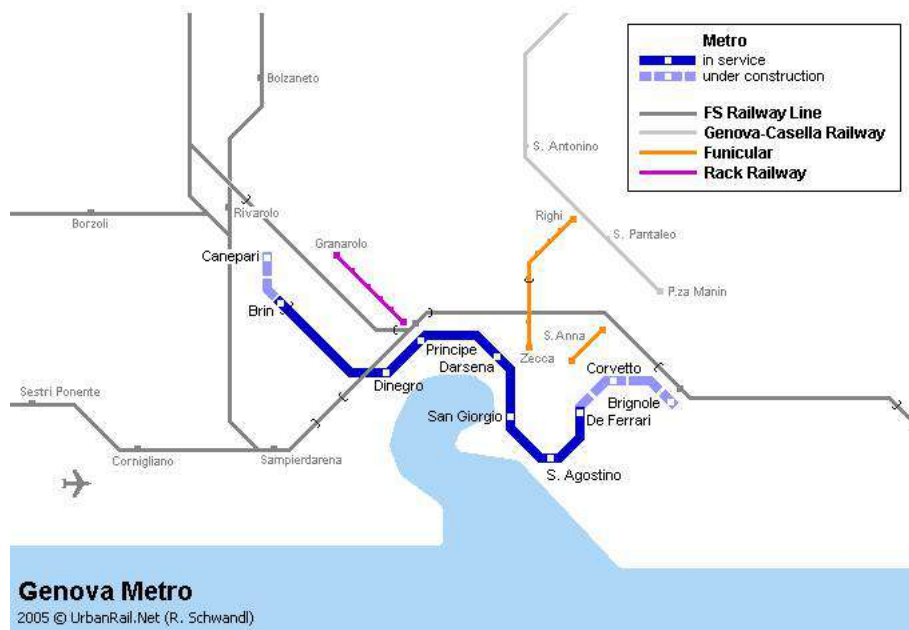 Metro
in service
under construction
FS Railway Line
Genova-Casella Railway
Funicular
Rack Railway
Bolzaneto
S. Antonino
Borzoli
Rivarolo
Righi
S. Pantaleo
Canepari
Granarolo
P.za Manin
Brin
S. Anna
Principe
Zecca
Darsena
Corvetto
Dinegro
Sestri Ponente
Brignole
San Giorgio
De Ferrari
Cornigliano
Sampierdarena
S. Agostino
Genova Metro
2005 © UrbanRail.Net (R. Schwandl)